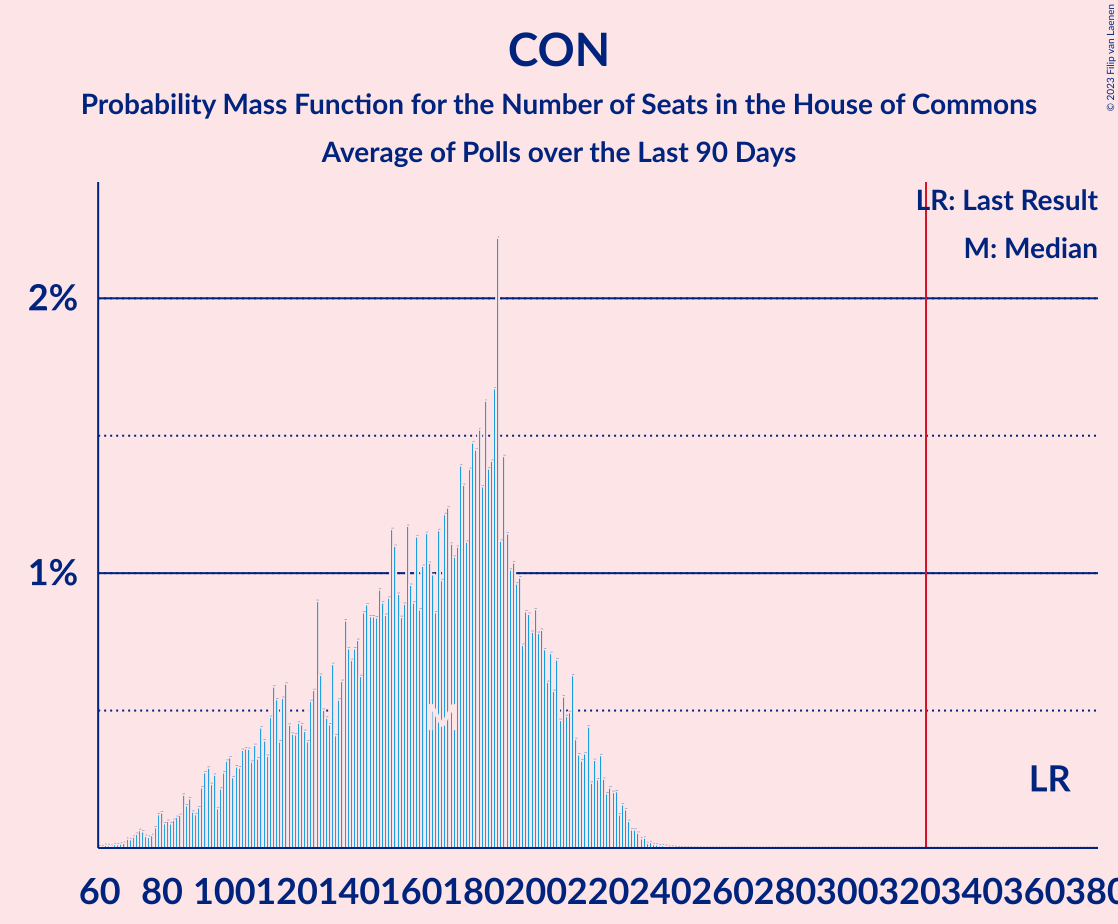 CON
Probability Mass Function for the Number of Seats in the House of Commons
Average of Polls over the Last 90 Days
© 2023 Filip van Laenen
LR: Last Result
M: Median
2%
1%
M
LR
60 80 100 120 140 160 180 200 220 240 260 280 300 320 340 360 380